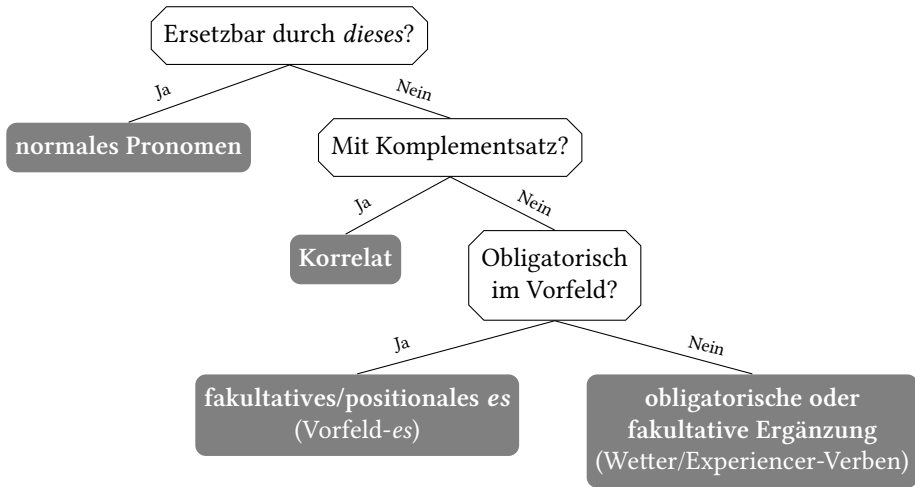 Ersetzbar durch dieses?
Ja
Nein
normales Pronomen
Mit Komplementsatz?
Ja
Nein
Korrelat
Obligatorisch
im Vorfeld?
Ja
Nein
fakultatives/positionales es
(Vorfeld-es)
obligatorische oder
fakultative Ergänzung
(Wetter/Experiencer-Verben)